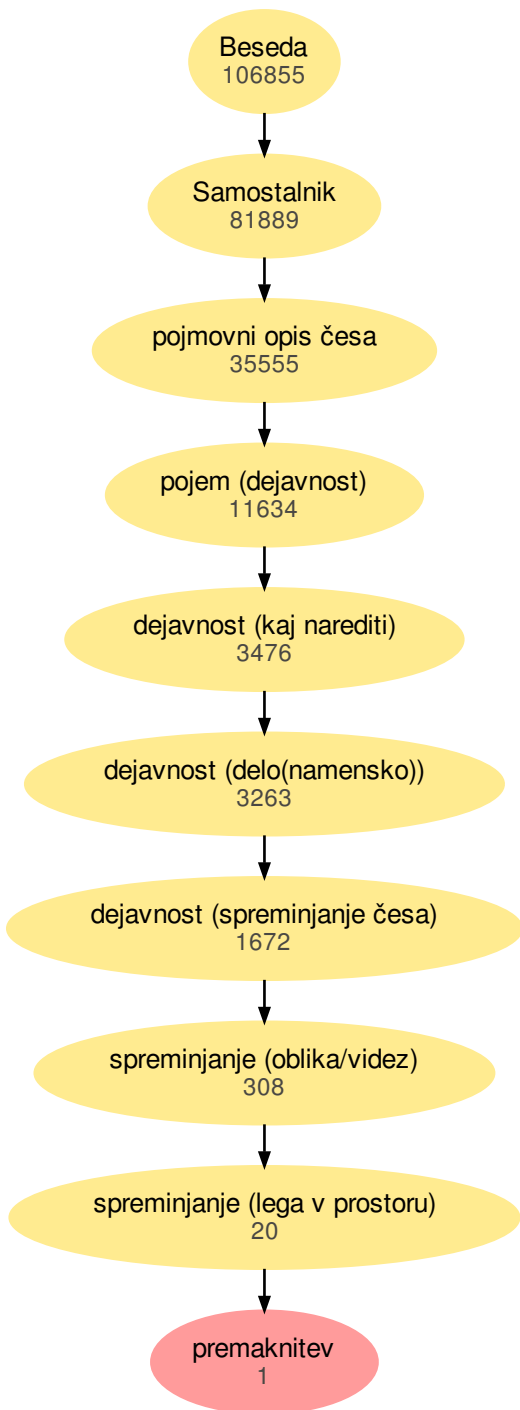 Beseda
106855
Samostalnik
81889
pojmovni opis česa
35555
pojem (dejavnost)
11634
dejavnost (kaj narediti)
3476
dejavnost (delo(namensko))
3263
dejavnost (spreminjanje česa)
1672
spreminjanje (oblika/videz)
308
spreminjanje (lega v prostoru)
20
premaknitev
1